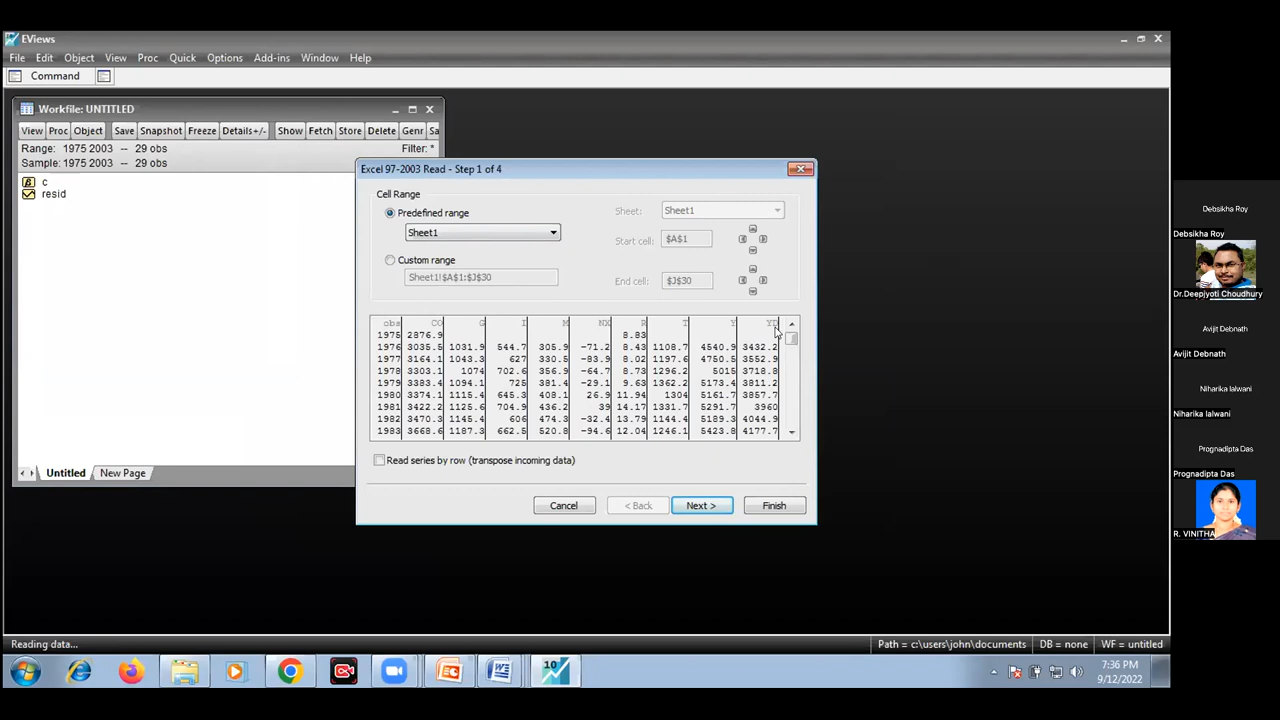 EViews
File Edit Object View Proc Quick Options Add-ins Window Help
Command
Workfile: UNTITLED
View Proc Object Save Snapshot Freeze Details+/- Show Fetch Store Delete Genr Sa
Range: 1975 2003 -- 29 obs Filter: *
Sample: 1975 2003 -- 29 obs
c
resid
Untitled New Page
Excel 97-2003 Read - Step 1 of 4
Cell Range
Predefined range
Sheet1
Custom range
Sheet1!$A$1:$J$30
Sheet: Sheet1
Start cell: $A$1
End cell: $J$30
obs CO G I M NX R T Y YD
1975 2876.9 8.83
1976 3035.5 1031.9 544.7 305.9 -71.2 8.43 1108.7 4540.9 3432.2
1977 3164.1 1043.3 627 330.5 -83.9 8.02 1197.6 4750.5 3552.9
1978 3303.1 1074 702.6 356.9 -64.7 8.73 1296.2 5015 3718.8
1979 3383.4 1094.1 725 381.4 -29.1 9.63 1362.2 5173.4 3811.2
1980 3374.1 1115.4 645.3 408.1 26.9 11.94 1304 5161.7 3857.7
1981 3422.2 1125.6 704.9 436.2 39 14.17 1331.7 5291.7 3960
1982 3470.3 1145.4 606 474.3 -32.4 13.79 1144.4 5189.3 4044.9
1983 3668.6 1187.3 662.5 520.8 -94.6 12.04 1246.1 5423.8 4177.7
Read series by row (transpose incoming data)
Cancel < Back Next > Finish
Reading data... Path = c:\users\john\documents DB = none WF = untitled
10
7:36 PM
9/12/2022
Debsikha Roy
Debsikha Roy
Dr.Deepjyoti Choudhury
Avijit Debnath
Avijit Debnath
Niharika lalwani
Niharika lalwani
Prognadipta Das
Prognadipta Das
R. VINITHA